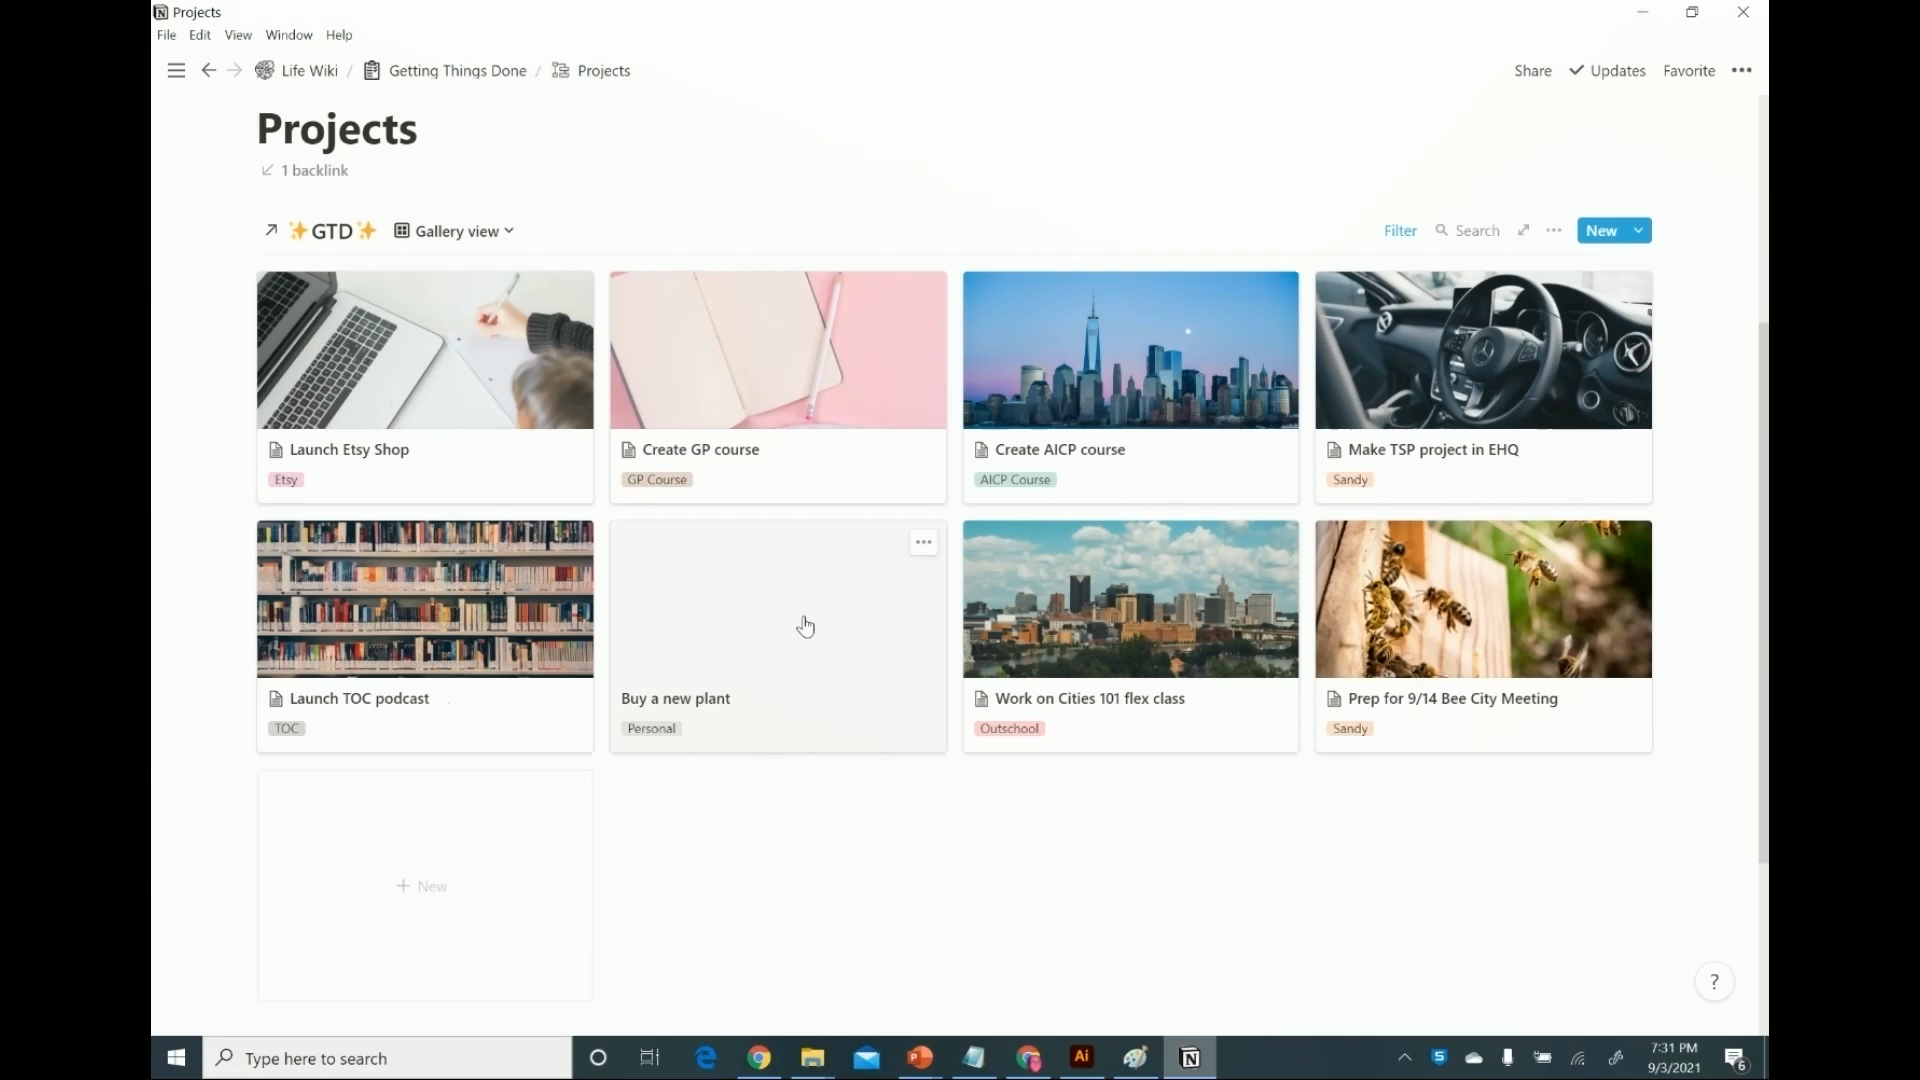 Projects
File Edit View Window Help
Life Wiki / Getting Things Done / Projects
Share Updates Favorite
Projects
1 backlink
GTD Gallery view
Filter Search New
Launch Etsy Shop
Etsy
Create GP course
GP Course
Create AICP course
AICP Course
Make TSP project in EHQ
Sandy
Launch TOC podcast
TOC
Buy a new plant
Personal
Work on Cities 101 flex class
Outschool
Prep for 9/14 Bee City Meeting
Sandy
+ New
?
Type here to search
Ai
7:31 PM
9/3/2021
6